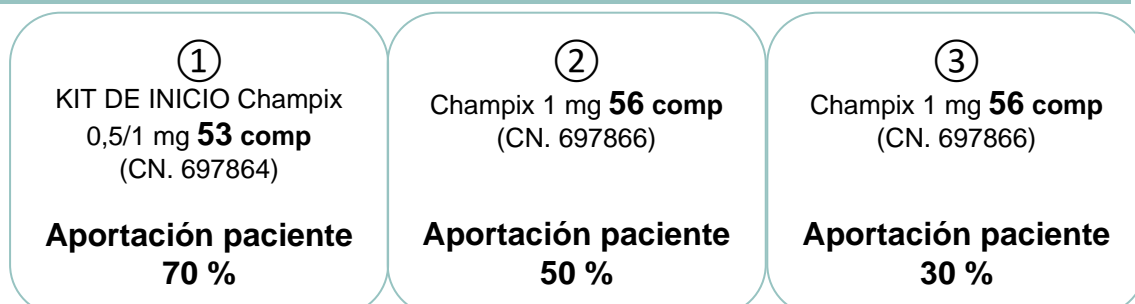 ①
KIT DE INICIO Champix
0,5/1 mg 53 comp
(CN. 697864)
Aportación paciente
70 %
②
Champix 1 mg 56 comp
(CN. 697866)
Aportación paciente
50 %
③
Champix 1 mg 56 comp
(CN. 697866)
Aportación paciente
30 %